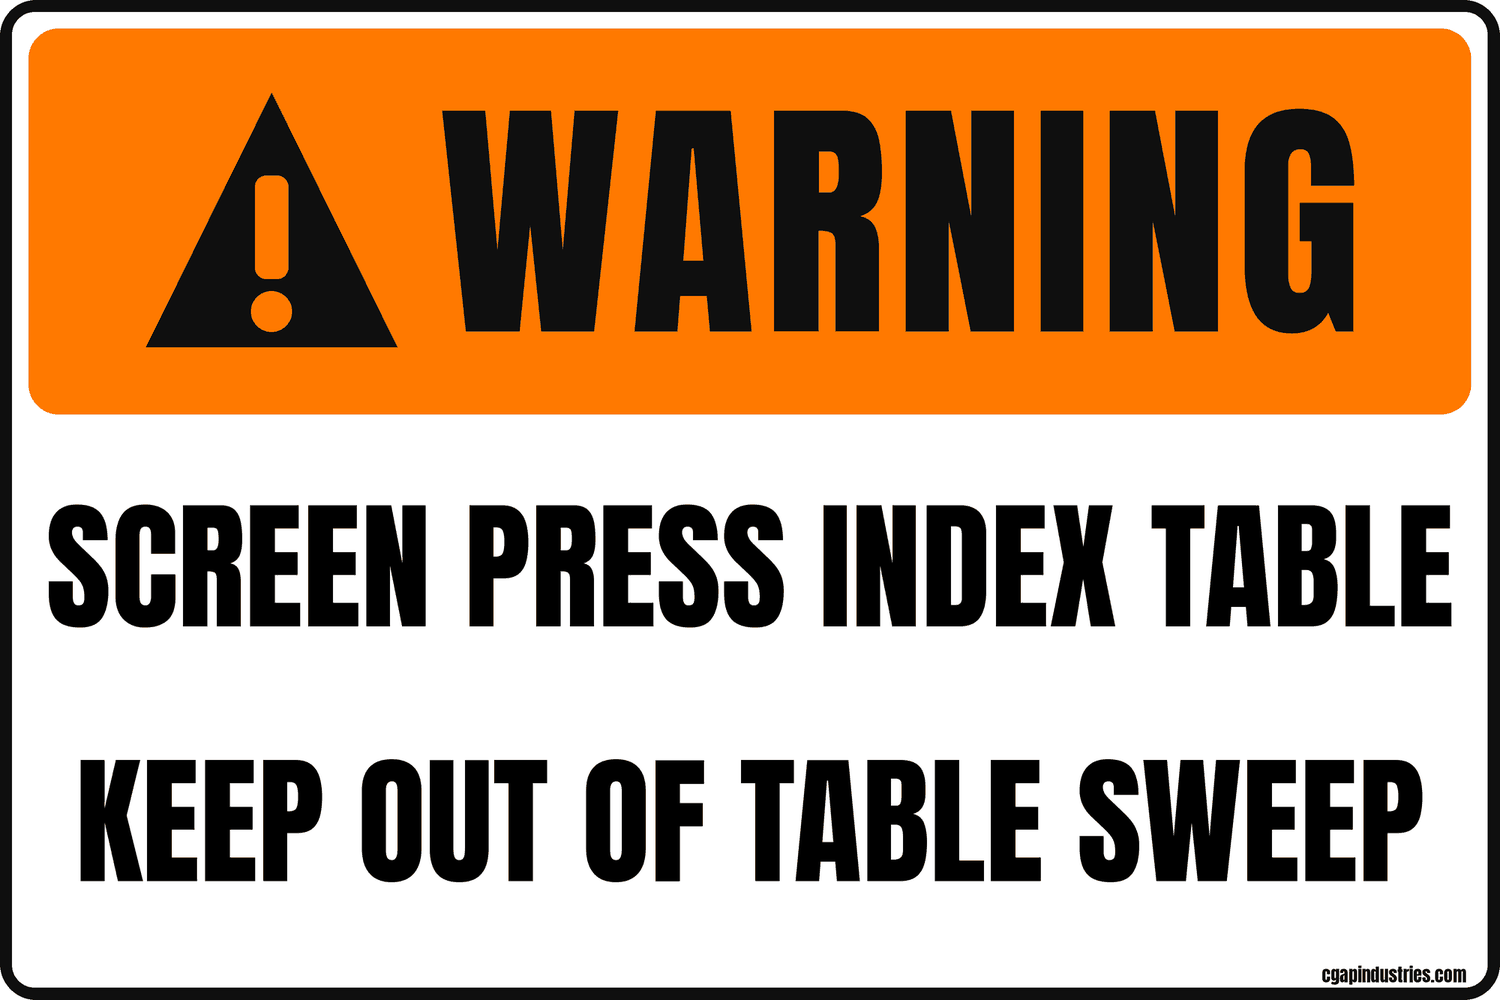 WARNING
SCREEN PRESS INDEX TABLE
KEEP OUT OF TABLE SWEEP
cgapindustries.com